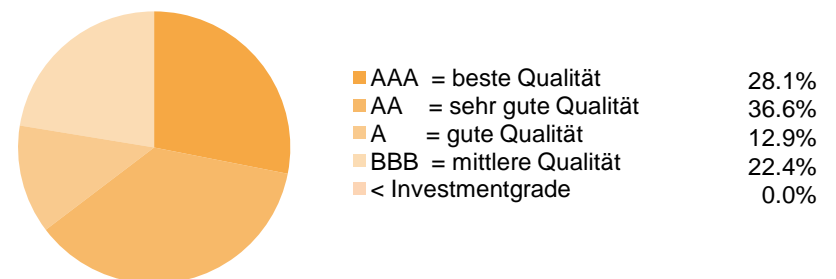 AAA = beste Qualität 28.1%
AA = sehr gute Qualität 36.6%
A = gute Qualität 12.9%
BBB = mittlere Qualität 22.4%
< Investmentgrade 0.0%